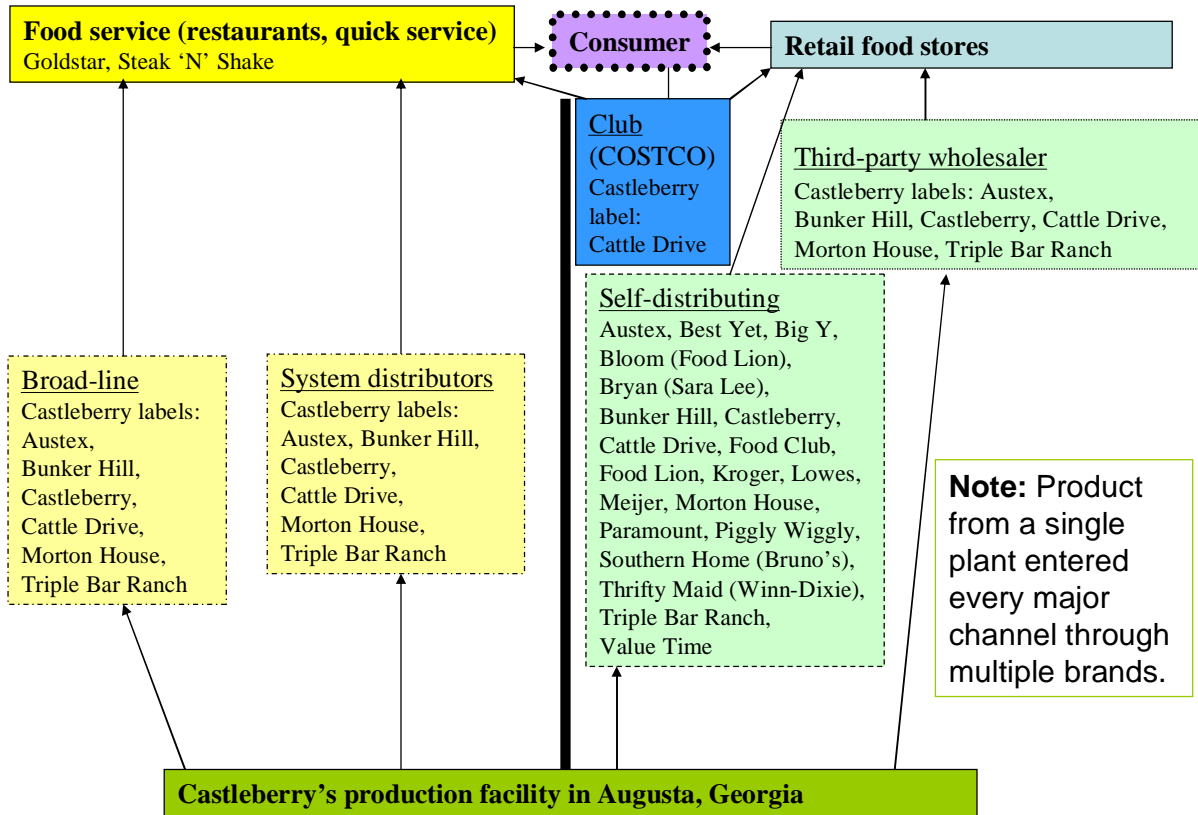 Food service (restaurants, quick service)
Goldstar, Steak ‘N’ Shake
Consumer
Retail food stores
Club
(COSTCO)
Castleberry
label:
Cattle Drive
Third-party wholesaler
Castleberry labels: Austex,
Bunker Hill, Castleberry, Cattle Drive,
Morton House, Triple Bar Ranch
Broad-line
Castleberry labels:
Austex,
Bunker Hill,
Castleberry,
Cattle Drive,
Morton House,
Triple Bar Ranch
System distributors
Castleberry labels:
Austex, Bunker Hill,
Castleberry,
Cattle Drive,
Morton House,
Triple Bar Ranch
Self-distributing
Austex, Best Yet, Big Y,
Bloom (Food Lion),
Bryan (Sara Lee),
Bunker Hill, Castleberry,
Cattle Drive, Food Club,
Food Lion, Kroger, Lowes,
Meijer, Morton House,
Paramount, Piggly Wiggly,
Southern Home (Bruno’s),
Thrifty Maid (Winn-Dixie),
Triple Bar Ranch,
Value Time
Note: Product
from a single
plant entered
every major
channel through
multiple brands.
Castleberry’s production facility in Augusta, Georgia